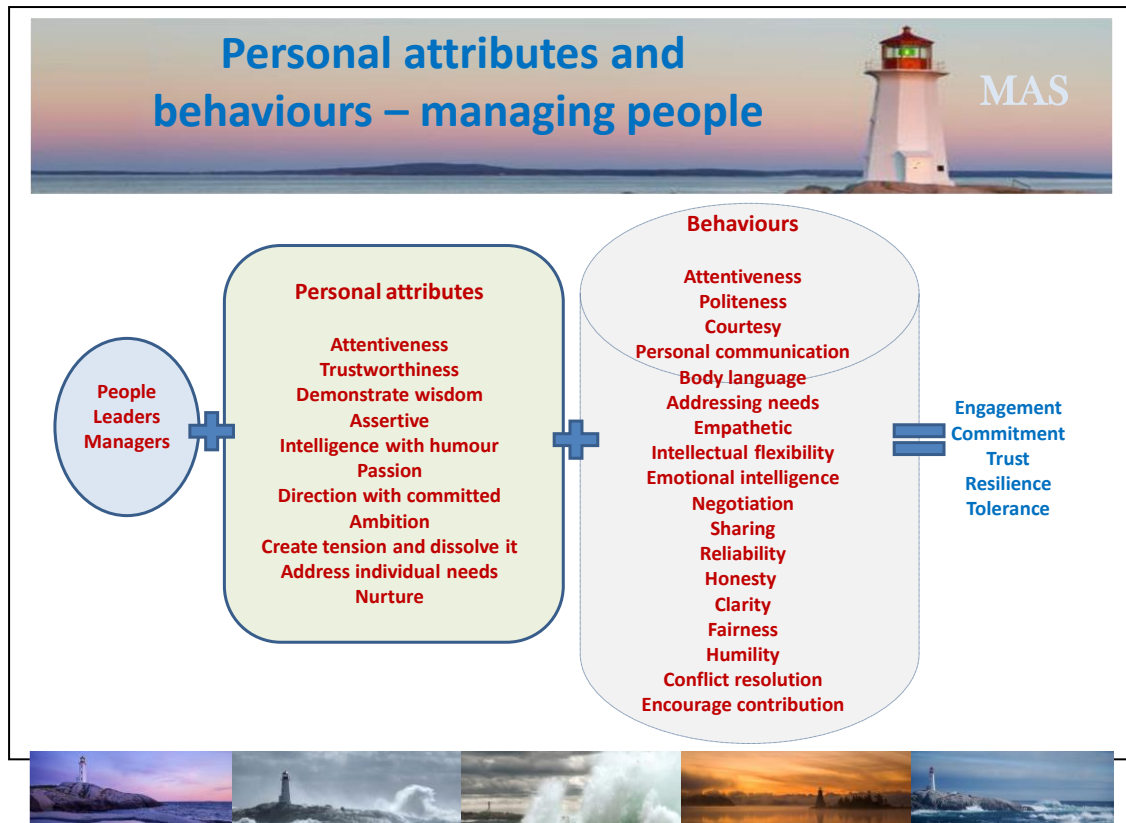 Personal attributes and
behaviours – managing people
MAS
People
Leaders
Managers
Personal attributes
Attentiveness
Trustworthiness
Demonstrate wisdom
Assertive
Intelligence with humour
Passion
Direction with committed
Ambition
Create tension and dissolve it
Address individual needs
Nurture
Behaviours
Attentiveness
Politeness
Courtesy
Personal communication
Body language
Addressing needs
Empathetic
Intellectual flexibility
Emotional intelligence
Negotiation
Sharing
Reliability
Honesty
Clarity
Fairness
Humility
Conflict resolution
Encourage contribution
Engagement
Commitment
Trust
Resilience
Tolerance